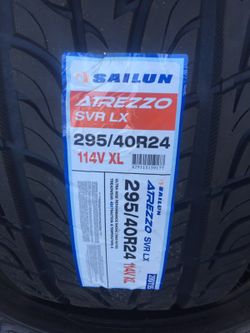 SAILUN
ATREZZO
SVR LX
295/40R24
114V XL
SAILUN
ATREZZO SVR LX
295/40R24 114V XL